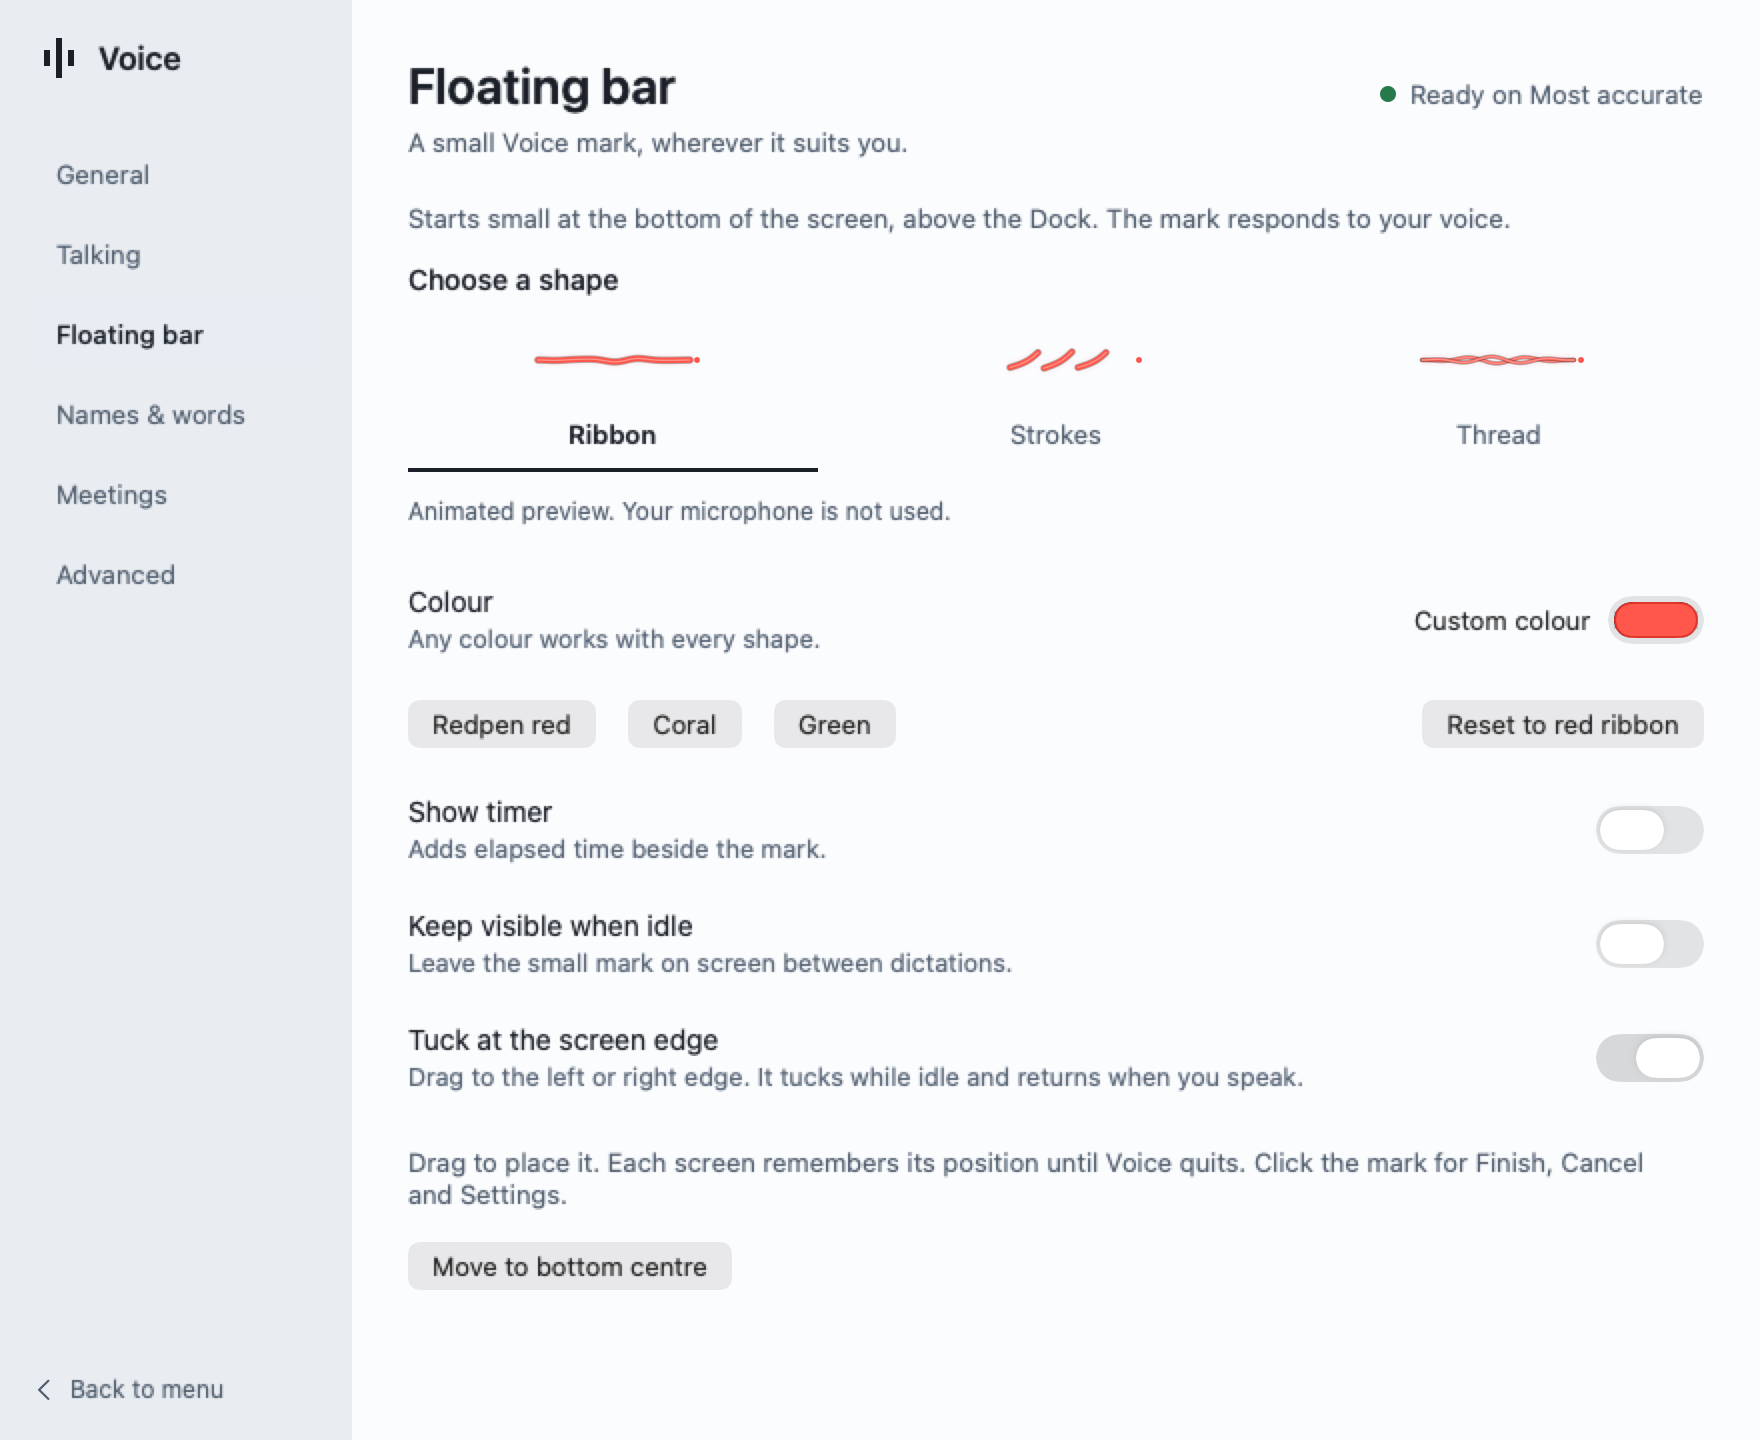 Voice
General
Talking
Floating bar
Names & words
Meetings
Advanced
Back to menu
Floating bar
Ready on Most accurate
A small Voice mark, wherever it suits you.
Starts small at the bottom of the screen, above the Dock. The mark responds to your voice.
Choose a shape
Ribbon
Strokes
Thread
Animated preview. Your microphone is not used.
Colour
Any colour works with every shape.
Custom colour
Redpen red
Coral
Green
Reset to red ribbon
Show timer
Adds elapsed time beside the mark.
Keep visible when idle
Leave the small mark on screen between dictations.
Tuck at the screen edge
Drag to the left or right edge. It tucks while idle and returns when you speak.
Drag to place it. Each screen remembers its position until Voice quits. Click the mark for Finish, Cancel
and Settings.
Move to bottom centre